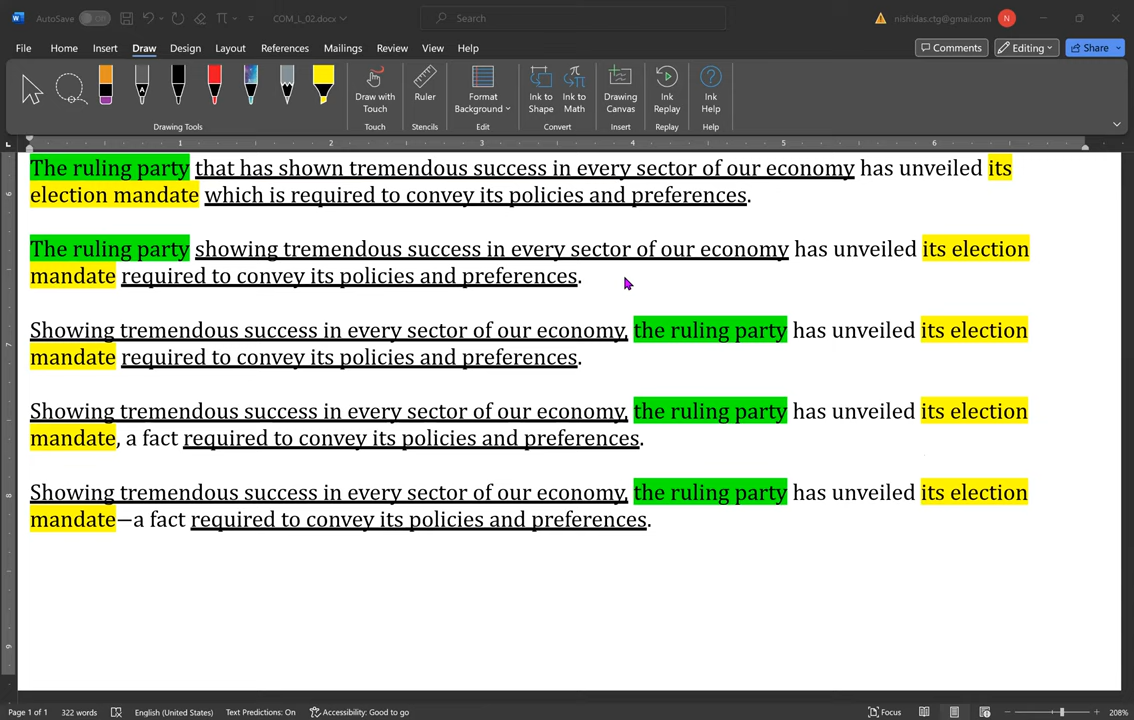 AutoSave Off COM_L_02.docx Search nishidas.ctg@gmail.com N
File Home Insert Draw Design Layout References Mailings Review View Help Comments Editing Share
Draw with Touch Ruler Format Background Ink to Shape Ink to Math Drawing Canvas Ink Replay Ink Help
Drawing Tools Touch Stencils Edit Convert Insert Replay Help
1 2 3 4 5 6
The ruling party that has shown tremendous success in every sector of our economy has unveiled its
election mandate which is required to convey its policies and preferences.
The ruling party showing tremendous success in every sector of our economy has unveiled its election
mandate required to convey its policies and preferences.
Showing tremendous success in every sector of our economy, the ruling party has unveiled its election
mandate required to convey its policies and preferences.
Showing tremendous success in every sector of our economy, the ruling party has unveiled its election
mandate, a fact required to convey its policies and preferences.
Showing tremendous success in every sector of our economy, the ruling party has unveiled its election
mandate—a fact required to convey its policies and preferences.
Page 1 of 1 322 words English (United States) Text Predictions: On Accessibility: Good to go Focus 208%